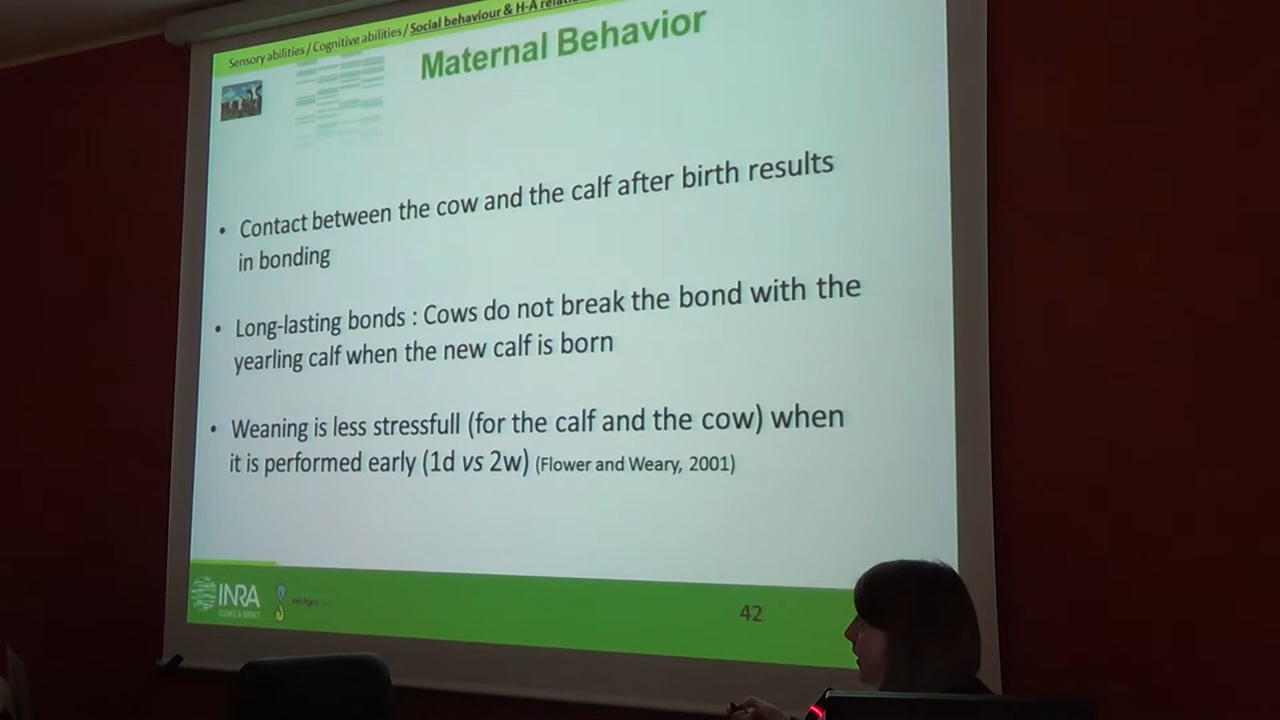 Sensory abilities / Cognitive abilities / Social behaviour & H-A
Maternal Behavior
• Contact between the cow and the calf after birth results
in bonding
• Long-lasting bonds : Cows do not break the bond with the
yearling calf when the new calf is born
• Weaning is less stressfull (for the calf and the cow) when
it is performed early (1d vs 2w) (Flower and Weary, 2001)
INRA
SCIENCE & IMPACT
42